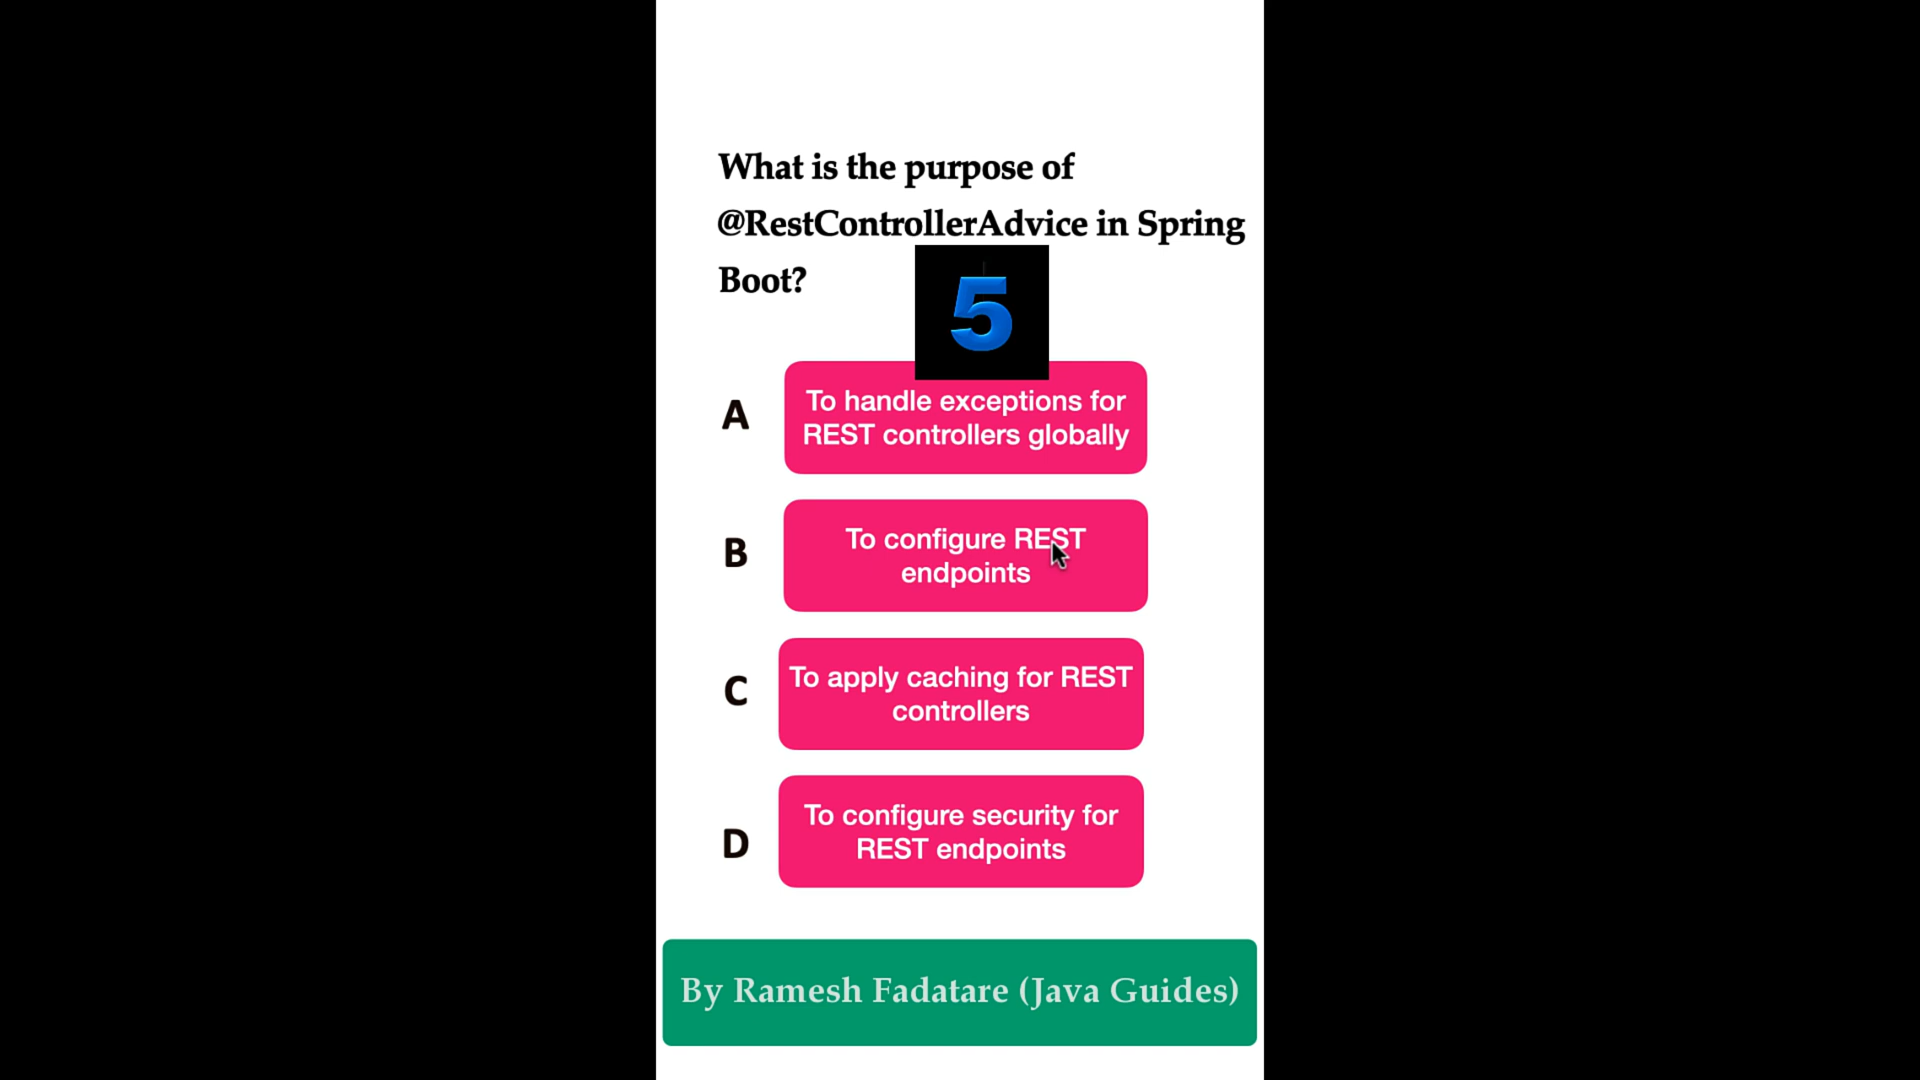 What is the purpose of
@RestControllerAdvice in Spring
Boot?
5
A
To handle exceptions for
REST controllers globally
B
To configure REST
endpoints
C
To apply caching for REST
controllers
D
To configure security for
REST endpoints
By Ramesh Fadatare (Java Guides)